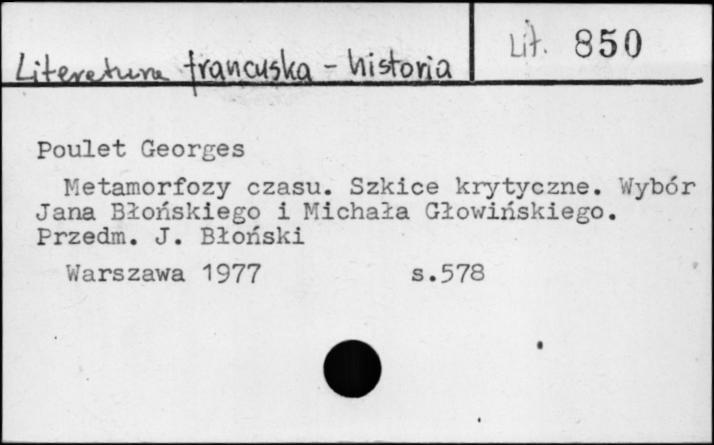 Literatura francuska - historia
Lit. 850
Poulet Georges
Metamorfozy czasu. Szkice krytyczne. Wybór
Jana Błońskiego i Michała Głowińskiego.
Przedm. J. Błoński
Warszawa 1977 s.578